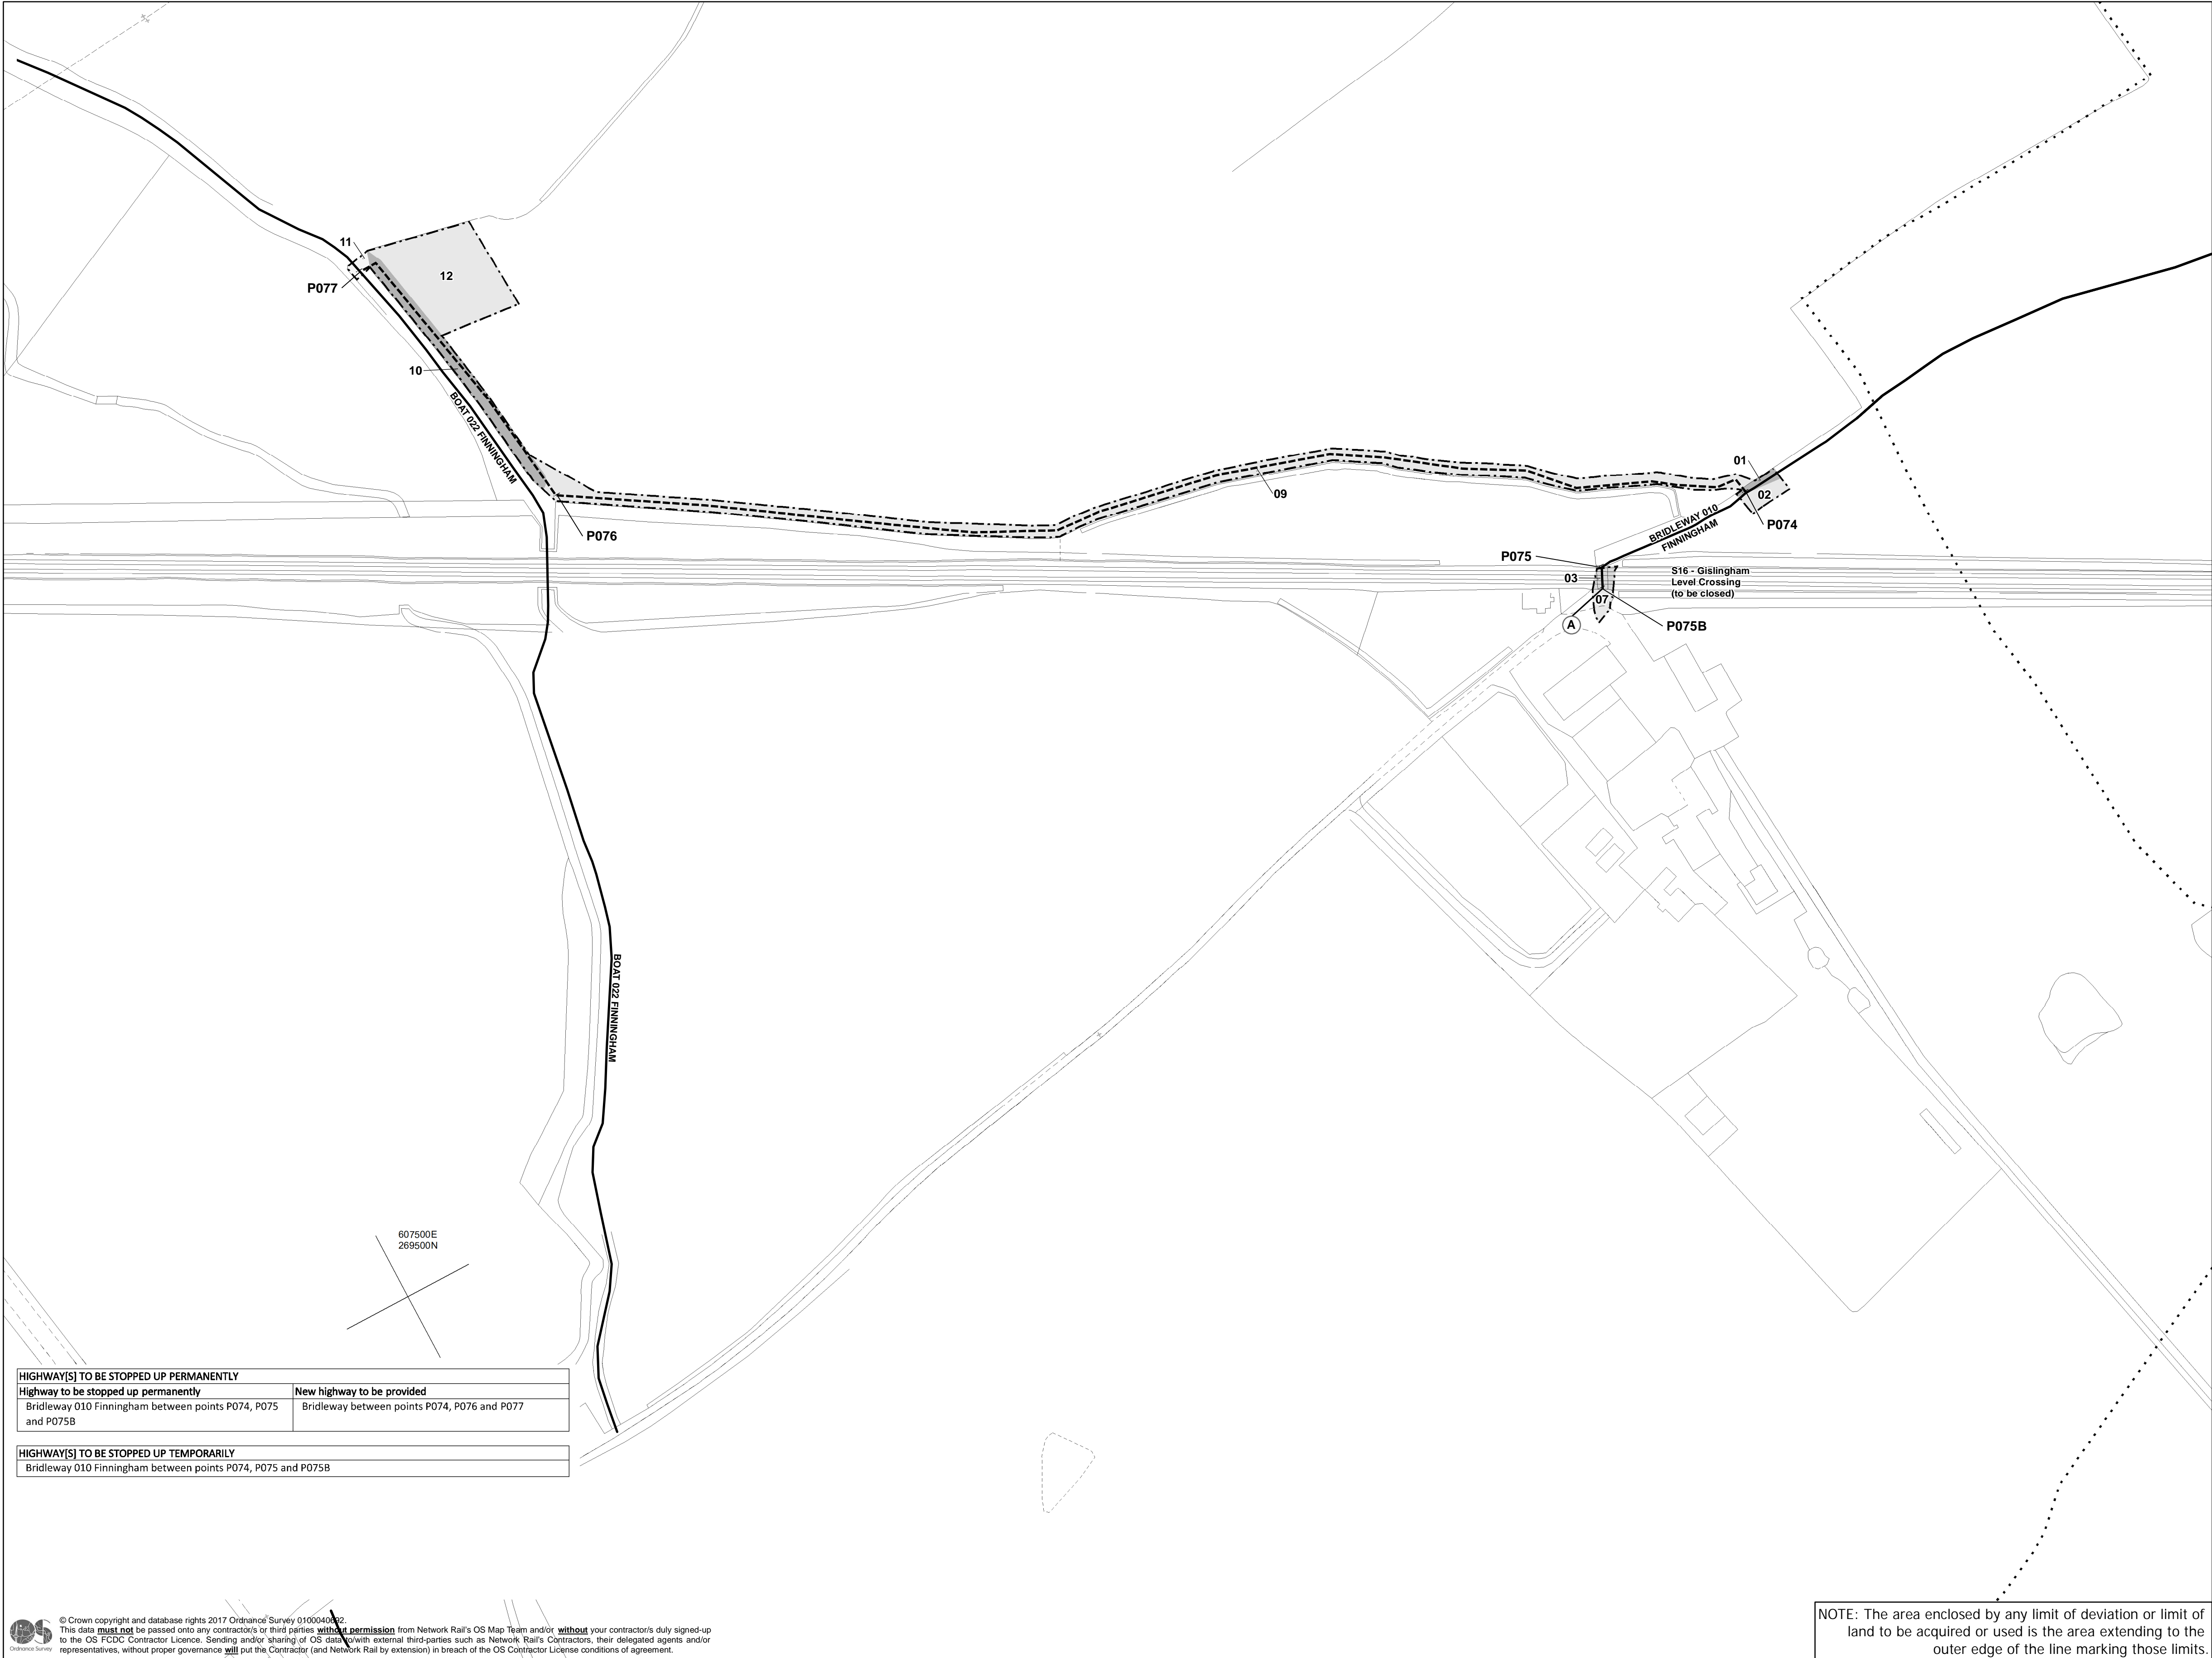 11
12
P077
10
BOAT 022 FINNINGHAM
09
P076
01
02
P074
BRIDLEWAY 010
FINNINGHAM
P075
03
S16 - Gislingham
Level Crossing
(to be closed)
07
A
P075B
BOAT 022 FINNINGHAM
607500E
269500N
HIGHWAY[S] TO BE STOPPED UP PERMANENTLY
Highway to be stopped up permanently
New highway to be provided
Bridleway 010 Finningham between points P074, P075
and P075B
Bridleway between points P074, P076 and P077
HIGHWAY[S] TO BE STOPPED UP TEMPORARILY
Bridleway 010 Finningham between points P074, P075 and P075B
Ordnance Survey
© Crown copyright and database rights 2017 Ordnance Survey 0100040692.
This data must not be passed onto any contractor/s or third parties without permission from Network Rail's OS Map Team and/or without your contractor/s duly signed-up
to the OS FCDC Contractor Licence. Sending and/or sharing of OS data to/with external third-parties such as Network Rail's Contractors, their delegated agents and/or
representatives, without proper governance will put the Contractor (and Network Rail by extension) in breach of the OS Contractor License conditions of agreement.
NOTE: The area enclosed by any limit of deviation or limit of
land to be acquired or used is the area extending to the
outer edge of the line marking those limits.